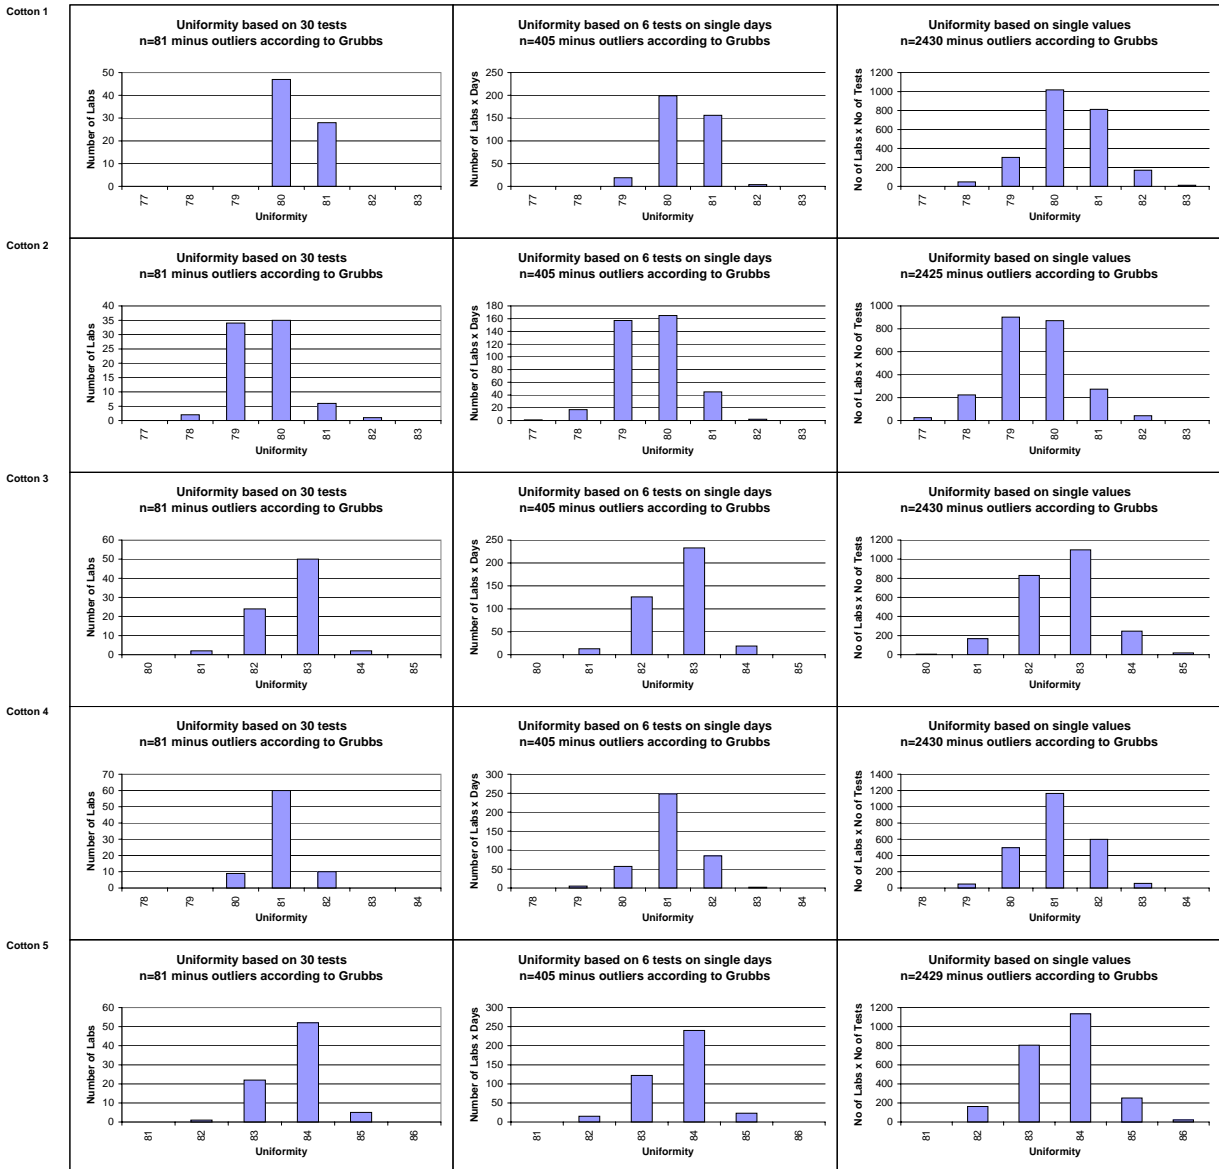 Cotton 1
Uniformity based on 30 tests
n=81 minus outliers according to Grubbs
Number of Labs
50
40
30
20
10
0
77 78 79 80 81 82 83
Uniformity
Uniformity based on 6 tests on single days
n=405 minus outliers according to Grubbs
Number of Labs x Days
250
200
150
100
50
0
77 78 79 80 81 82 83
Uniformity
Uniformity based on single values
n=2430 minus outliers according to Grubbs
No of Labs x No of Tests
1200
1000
800
600
400
200
0
77 78 79 80 81 82 83
Uniformity
Cotton 2
Uniformity based on 30 tests
n=81 minus outliers according to Grubbs
Number of Labs
40
35
30
25
20
15
10
5
0
77 78 79 80 81 82 83
Uniformity
Uniformity based on 6 tests on single days
n=405 minus outliers according to Grubbs
Number of Labs x Days
180
160
140
120
100
80
60
40
20
0
77 78 79 80 81 82 83
Uniformity
Uniformity based on single values
n=2425 minus outliers according to Grubbs
No of Labs x No of Tests
1000
800
600
400
200
0
77 78 79 80 81 82 83
Uniformity
Cotton 3
Uniformity based on 30 tests
n=81 minus outliers according to Grubbs
Number of Labs
60
50
40
30
20
10
0
80 81 82 83 84 85
Uniformity
Uniformity based on 6 tests on single days
n=405 minus outliers according to Grubbs
Number of Labs x Days
250
200
150
100
50
0
80 81 82 83 84 85
Uniformity
Uniformity based on single values
n=2430 minus outliers according to Grubbs
No of Labs x No of Tests
1200
1000
800
600
400
200
0
80 81 82 83 84 85
Uniformity
Cotton 4
Uniformity based on 30 tests
n=81 minus outliers according to Grubbs
Number of Labs
70
60
50
40
30
20
10
0
78 79 80 81 82 83 84
Uniformity
Uniformity based on 6 tests on single days
n=405 minus outliers according to Grubbs
Number of Labs x Days
300
250
200
150
100
50
0
78 79 80 81 82 83 84
Uniformity
Uniformity based on single values
n=2430 minus outliers according to Grubbs
No of Labs x No of Tests
1400
1200
1000
800
600
400
200
0
78 79 80 81 82 83 84
Uniformity
Cotton 5
Uniformity based on 30 tests
n=81 minus outliers according to Grubbs
Number of Labs
60
50
40
30
20
10
0
81 82 83 84 85 86
Uniformity
Uniformity based on 6 tests on single days
n=405 minus outliers according to Grubbs
Number of Labs x Days
300
250
200
150
100
50
0
81 82 83 84 85 86
Uniformity
Uniformity based on single values
n=2429 minus outliers according to Grubbs
No of Labs x No of Tests
1200
1000
800
600
400
200
0
81 82 83 84 85 86
Uniformity